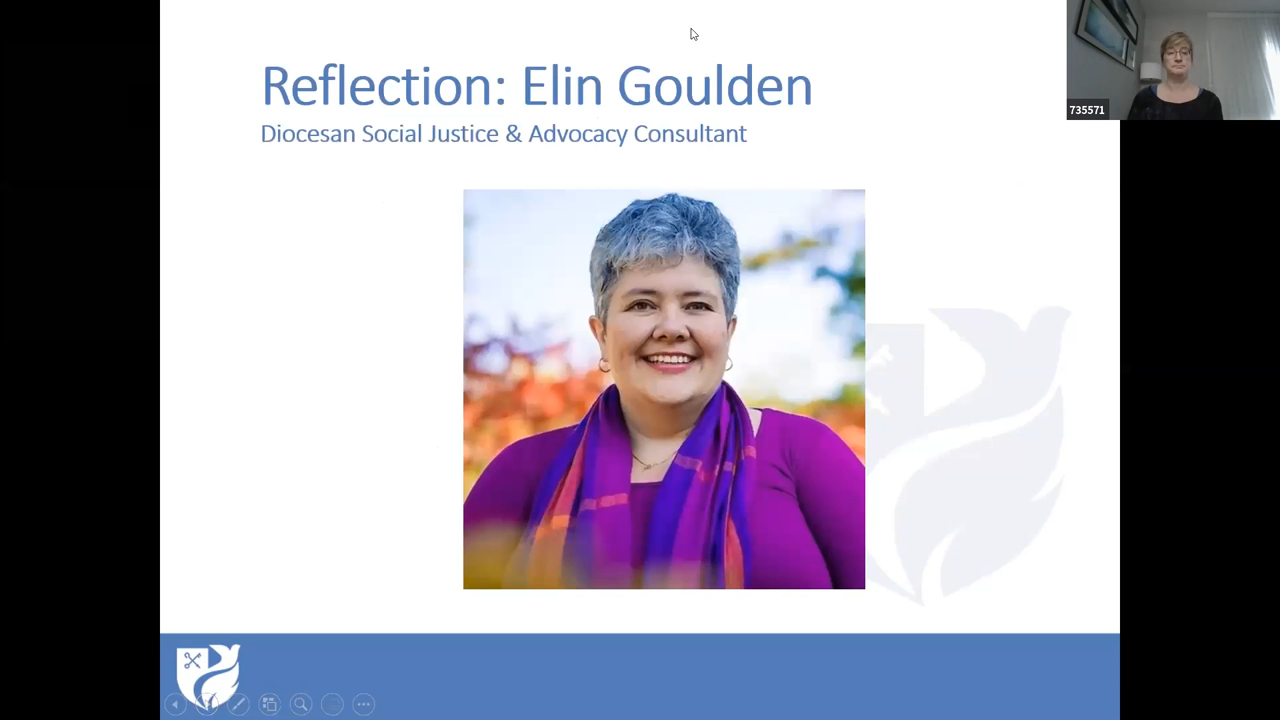 Reflection: Elin Goulden
Diocesan Social Justice & Advocacy Consultant
735571